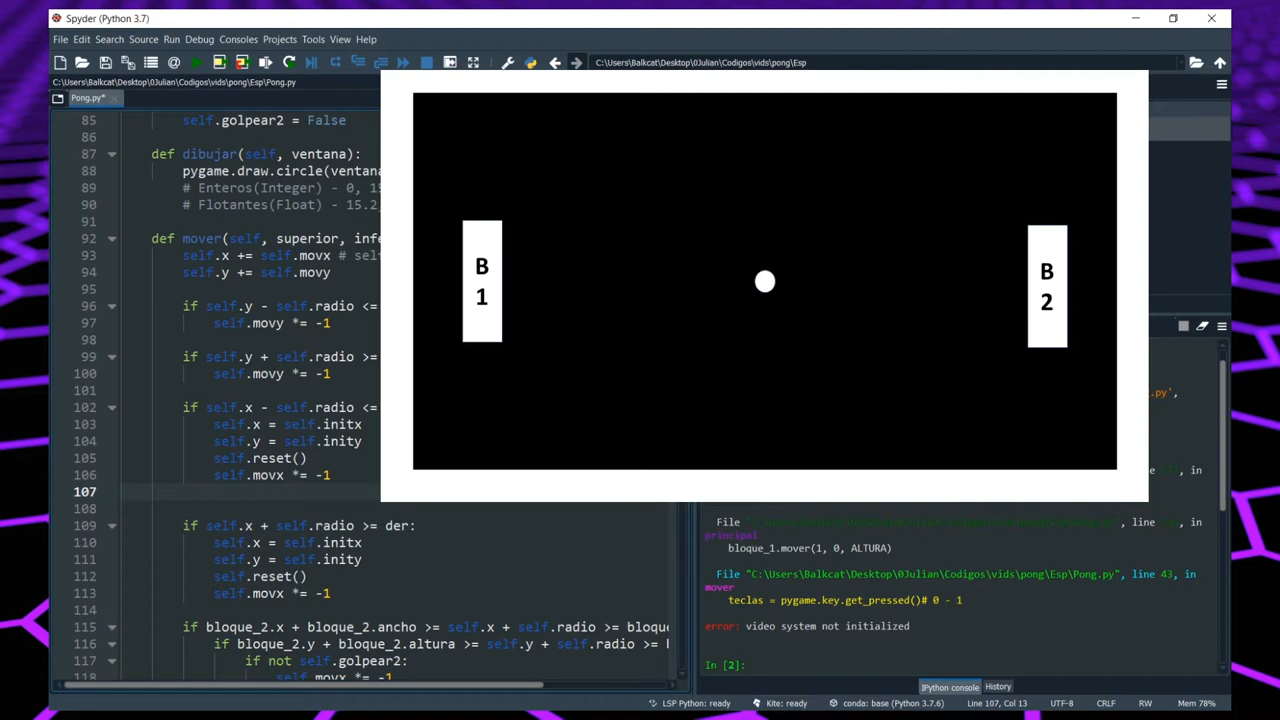 Spyder (Python 3.7)
File Edit Search Source Run Debug Consoles Projects Tools View Help
C:\Users\Balkcat\Desktop\0Julian\Codigos\vids\pong\Esp
C:\Users\Balkcat\Desktop\0Julian\Codigos\vids\pong\Esp\Pong.py
Pong.py*
85 self.golpear2 = False
86
87 def dibujar(self, ventana):
88 pygame.draw.circle(ventana
89 # Enteros(Integer) - 0, 15
90 # Flotantes(Float) - 15.2
91
92 def mover(self, superior, infe
93 self.x += self.movx # sel
94 self.y += self.movy
95
96 if self.y - self.radio <=
97 self.movy *= -1
98
99 if self.y + self.radio >=
100 self.movy *= -1
101
102 if self.x - self.radio <=
103 self.x = self.initx
104 self.y = self.inity
105 self.reset()
106 self.movx *= -1
107
108
109 if self.x + self.radio >= der:
110 self.x = self.initx
111 self.y = self.inity
112 self.reset()
113 self.movx *= -1
114
115 if bloque_2.x + bloque_2.ancho >= self.x + self.radio >= bloque
116 if bloque_2.y + bloque_2.altura >= self.y + self.radio >= b
117 if not self.golpear2:
118 self.movx *= -1
B
1
B
2
.py',
in
File line in
principal
bloque_1.mover(1, 0, ALTURA)
File "C:\Users\Balkcat\Desktop\0Julian\Codigos\vids\pong\Esp\Pong.py", line 43, in
mover
teclas = pygame.key.get_pressed()# 0 - 1
error: video system not initialized
In [2]:
IPython console History
LSP Python: ready Kite: ready conda: base (Python 3.7.6) Line 107, Col 13 UTF-8 CRLF RW Mem 78%